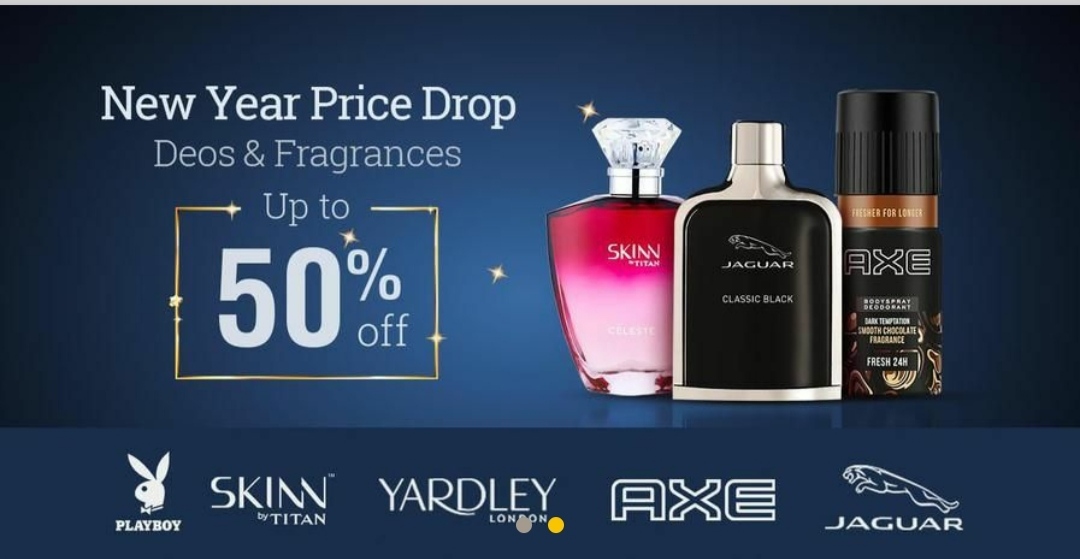 New Year Price Drop
Deos & Fragrances
Up to
50%
off
SKINN
by TITAN
CELESTE
JAGUAR
CLASSIC BLACK
FRESHER FOR LONGER
AXE
BODYSPRAY
DEODORANT
DARK TEMPTATION
SMOOTH CHOCOLATE
FRAGRANCE
FRESH 24H
PLAYBOY
SKINN™
by TITAN
YARDLEY
LONDON
AXE
JAGUAR